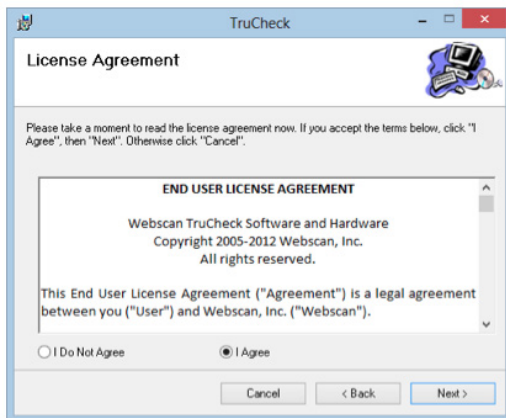 TruCheck
License Agreement
Please take a moment to read the license agreement now. If you accept the terms below, click "I
Agree", then "Next". Otherwise click "Cancel".
END USER LICENSE AGREEMENT
Webscan TruCheck Software and Hardware
Copyright 2005-2012 Webscan, Inc.
All rights reserved.
This End User License Agreement ("Agreement") is a legal agreement
between you ("User") and Webscan, Inc. ("Webscan").
I Do Not Agree I Agree
Cancel < Back Next >